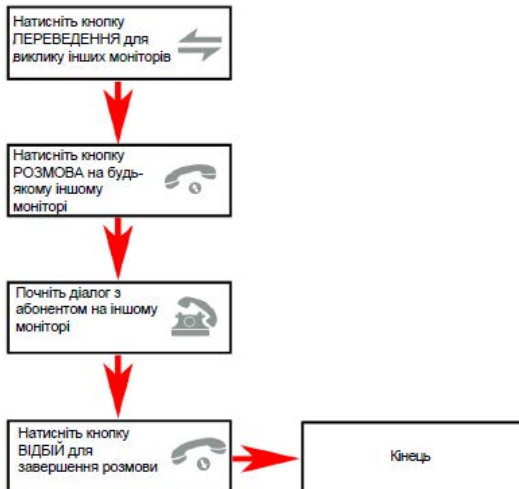 Натисніть кнопку
ПЕРЕВЕДЕННЯ для
виклику інших моніторів
Натисніть кнопку
РОЗМОВА на будь-
якому іншому
моніторі
Почніть діалог з
абонентом на іншому
моніторі
Натисніть кнопку
ВІДБІЙ для
завершення розмови
Кінець